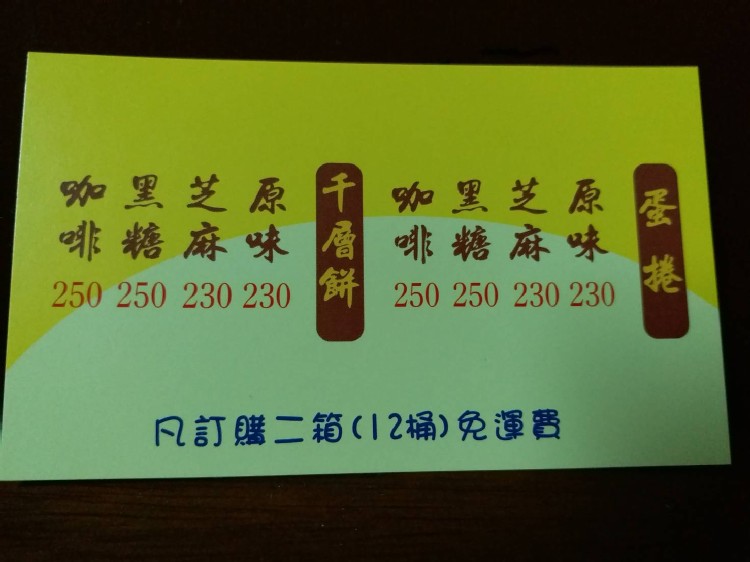 蛋捲
原味
230
芝麻
230
黑糖
250
咖啡
250
千層餅
原味
230
芝麻
230
黑糖
250
咖啡
250
凡訂購二箱(12桶)免運費